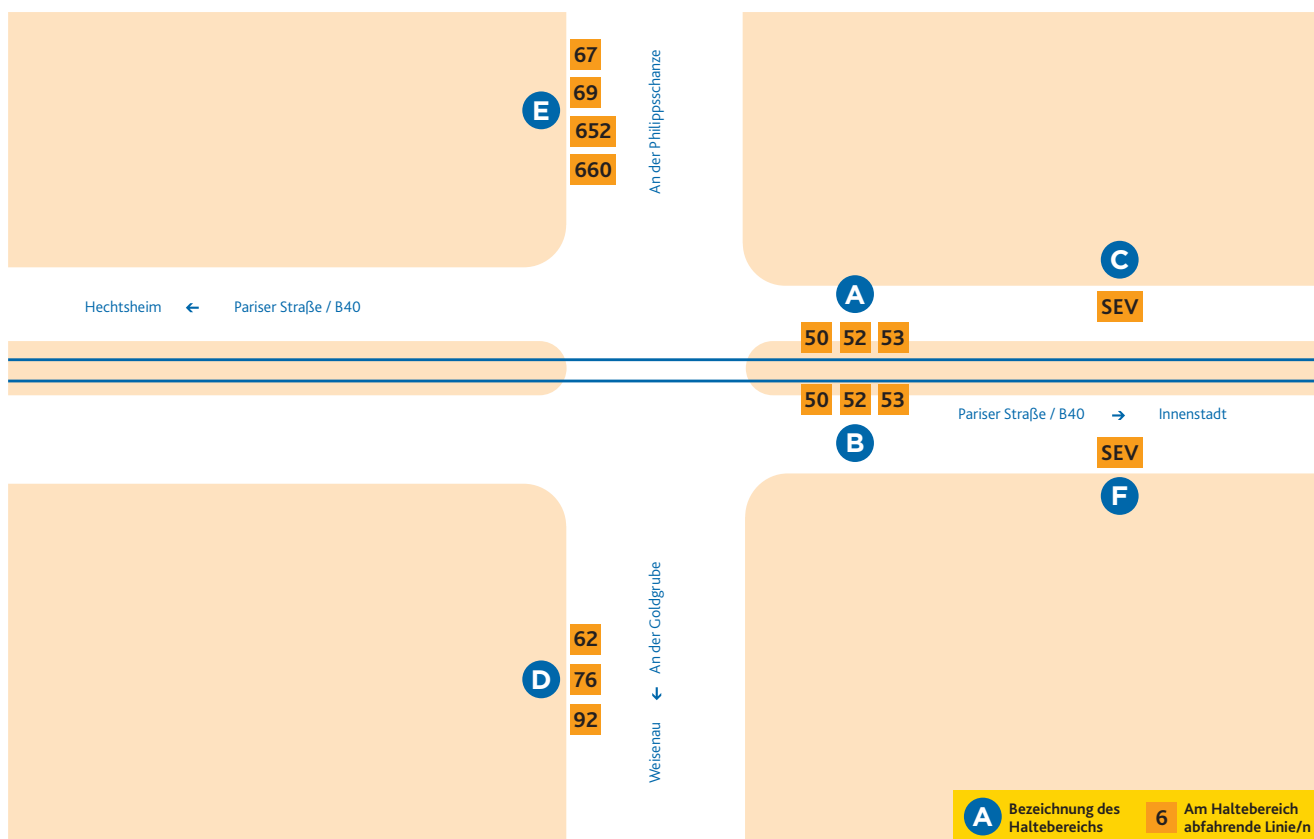 67
69
E
652
660
An der Philippsschanze
C
SEV
A
50 52 53
Hechtsheim ← Pariser Straße / B40
50 52 53
B
Pariser Straße / B40 → Innenstadt
SEV
F
62
D
76
92
Weisenau ← An der Goldgrube
A
Bezeichnung des
Haltebereichs
6
Am Haltebereich
abfahrende Linie/n